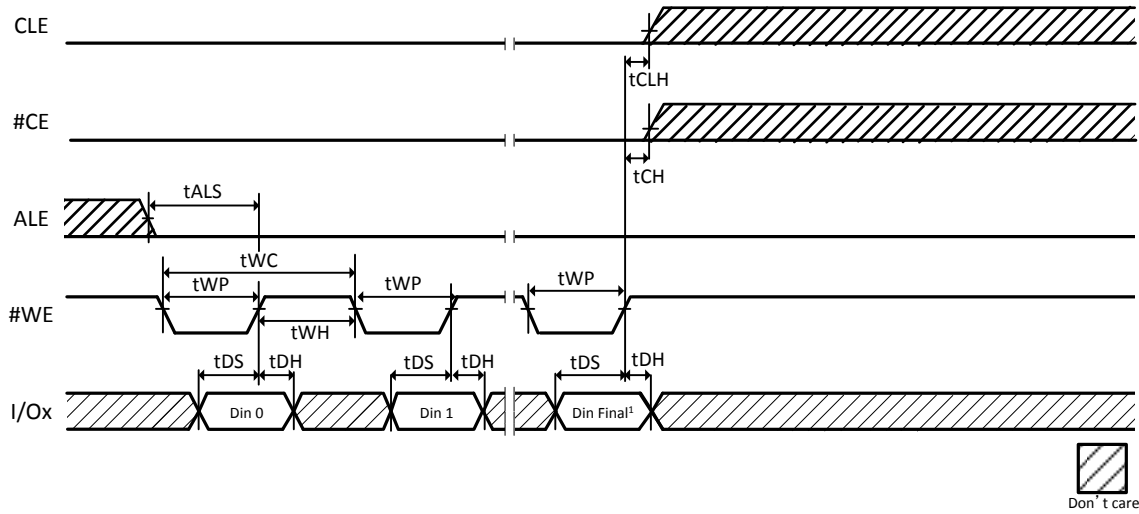 CLE
tCLH
#CE
tCH
tALS
ALE
tWC
tWP
tWP
tWP
#WE
tWH
tDS
tDH
tDS
tDH
tDS
tDH
I/Ox
Din 0
Din 1
Din Final¹
Don’t care